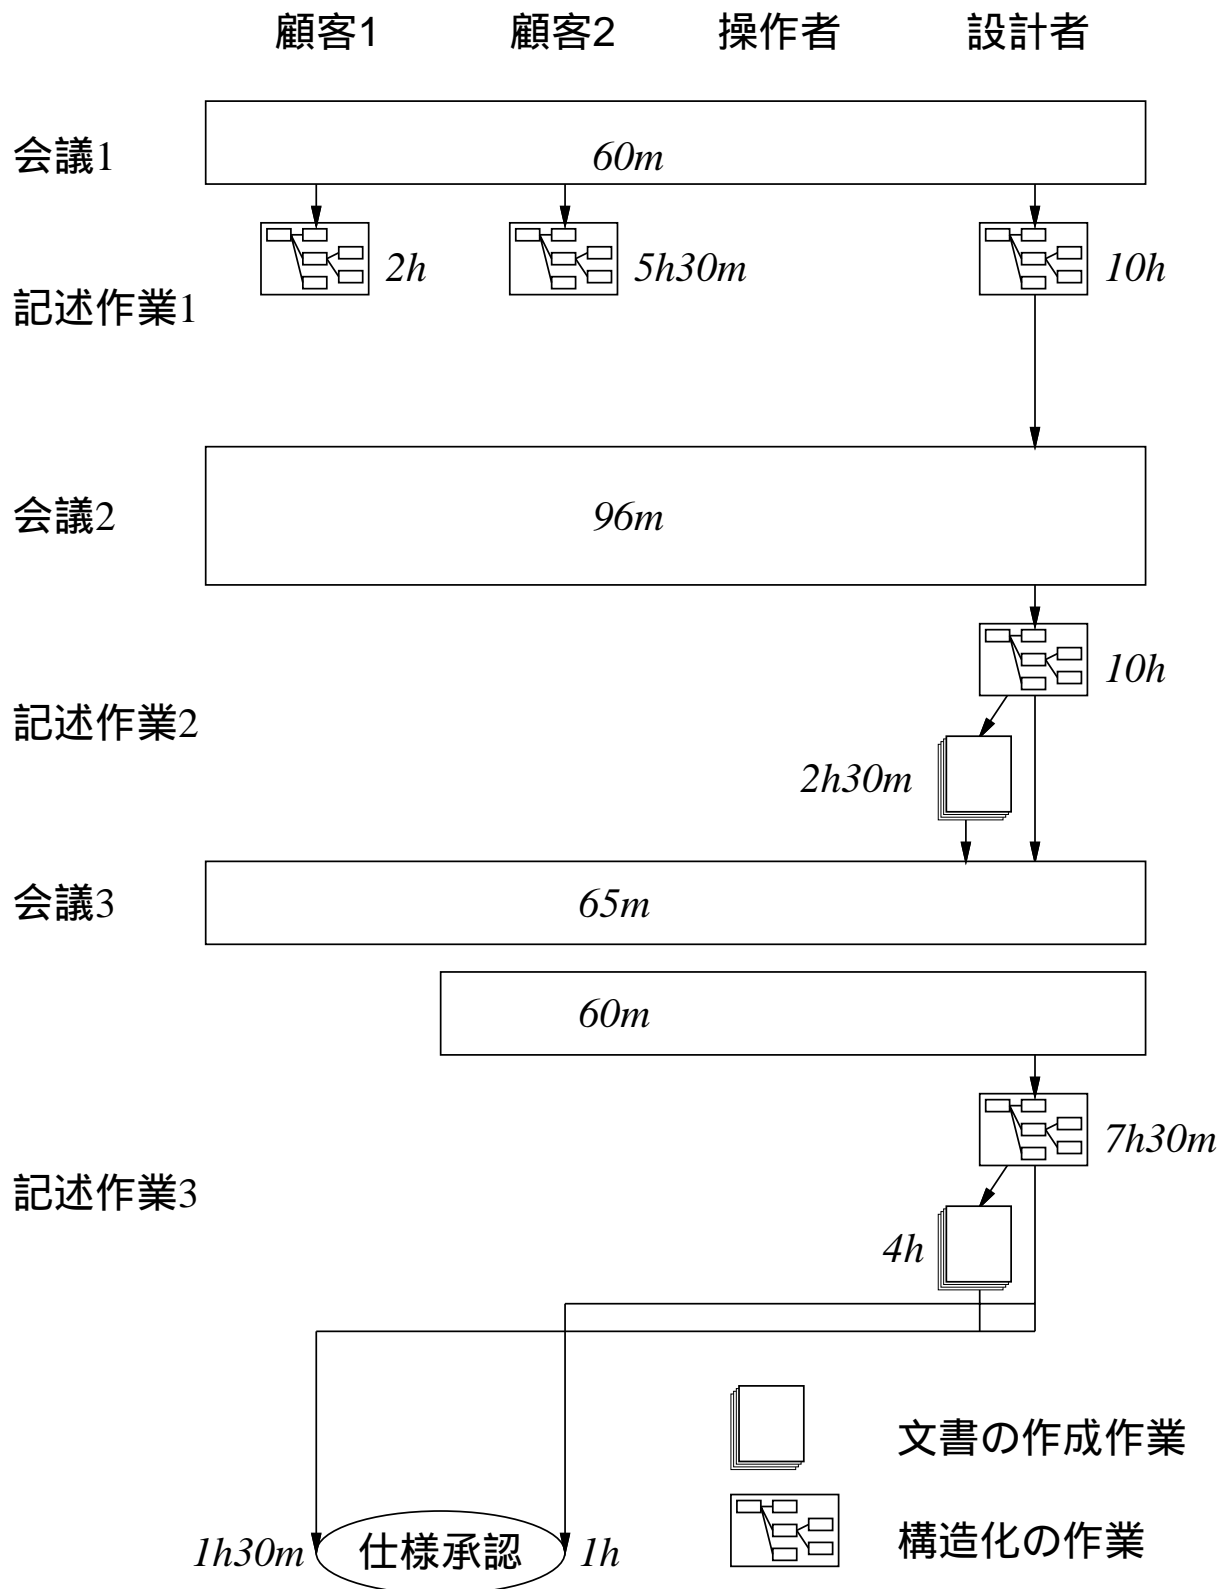 顧客1 顧客2 操作者 設計者
会議1
60m
2h
5h30m
10h
記述作業1
会議2
96m
10h
記述作業2
2h30m
会議3
65m
60m
7h30m
記述作業3
4h
文書の作成作業
1h30m 仕様承認 1h
構造化の作業